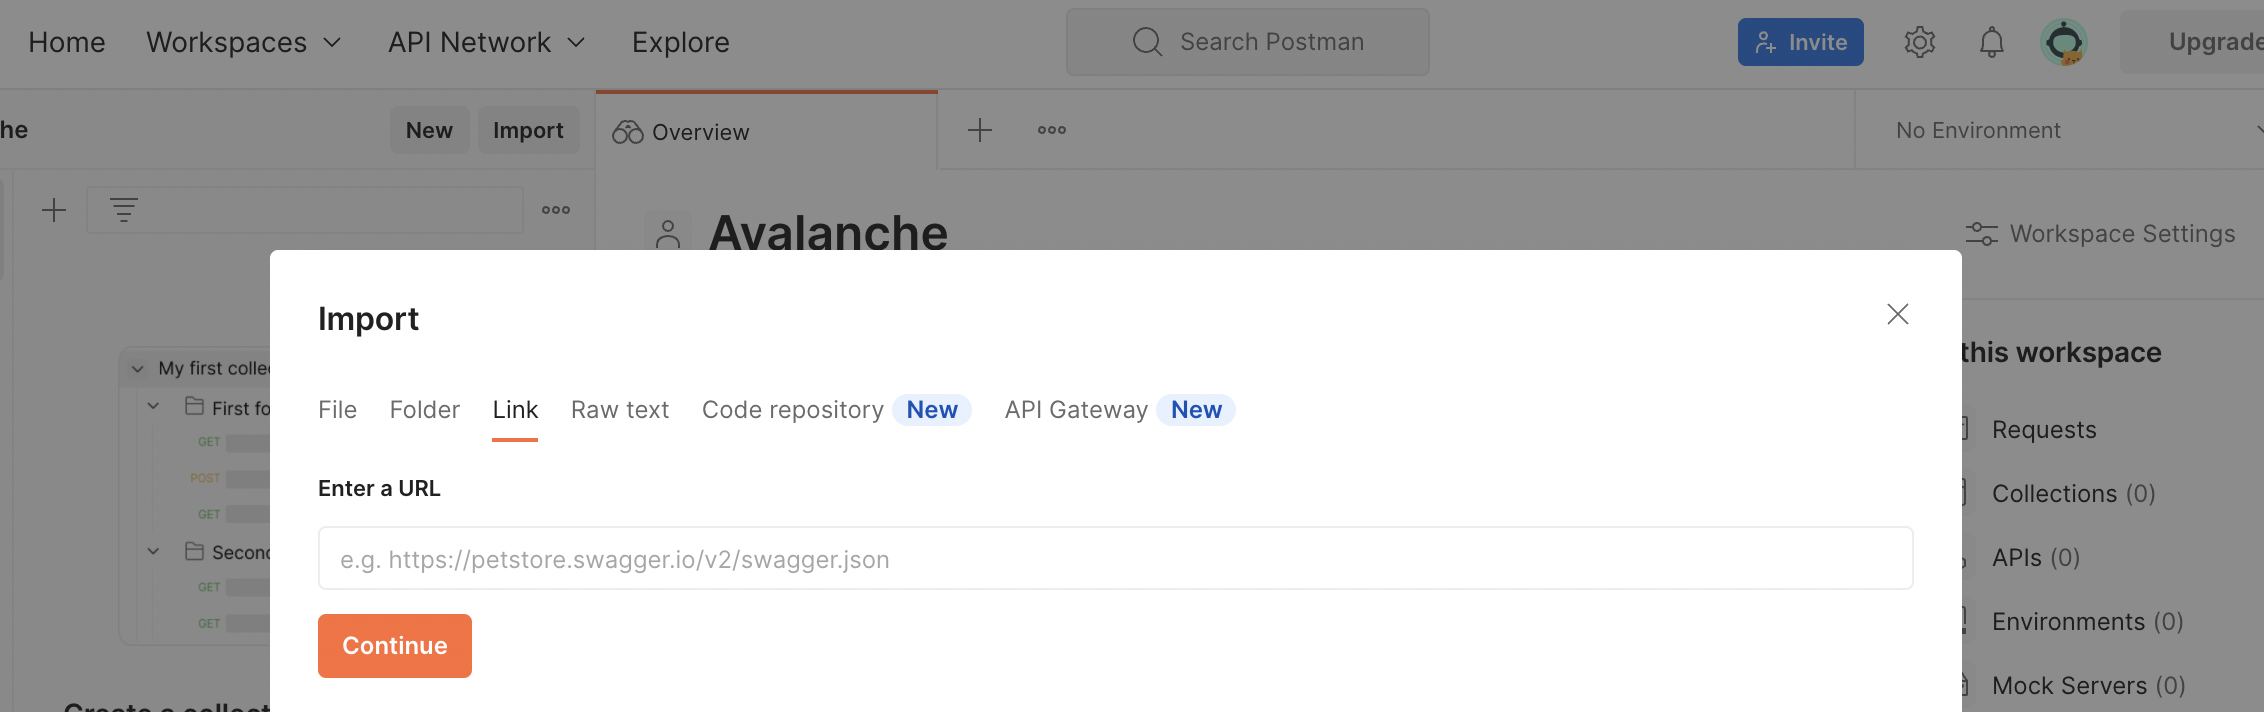 Home Workspaces API Network Explore Search Postman Invite Upgrade
he New Import Overview No Environment
Avalanche Workspace Settings
Import
this workspace
My first collec
File Folder Link Raw text Code repository New API Gateway New
First fo
Requests
GET
POST
Enter a URL
Collections (0)
GET
Second
e.g. https://petstore.swagger.io/v2/swagger.json
APIs (0)
GET
GET
Environments (0)
Continue
Mock Servers (0)
Create a collect